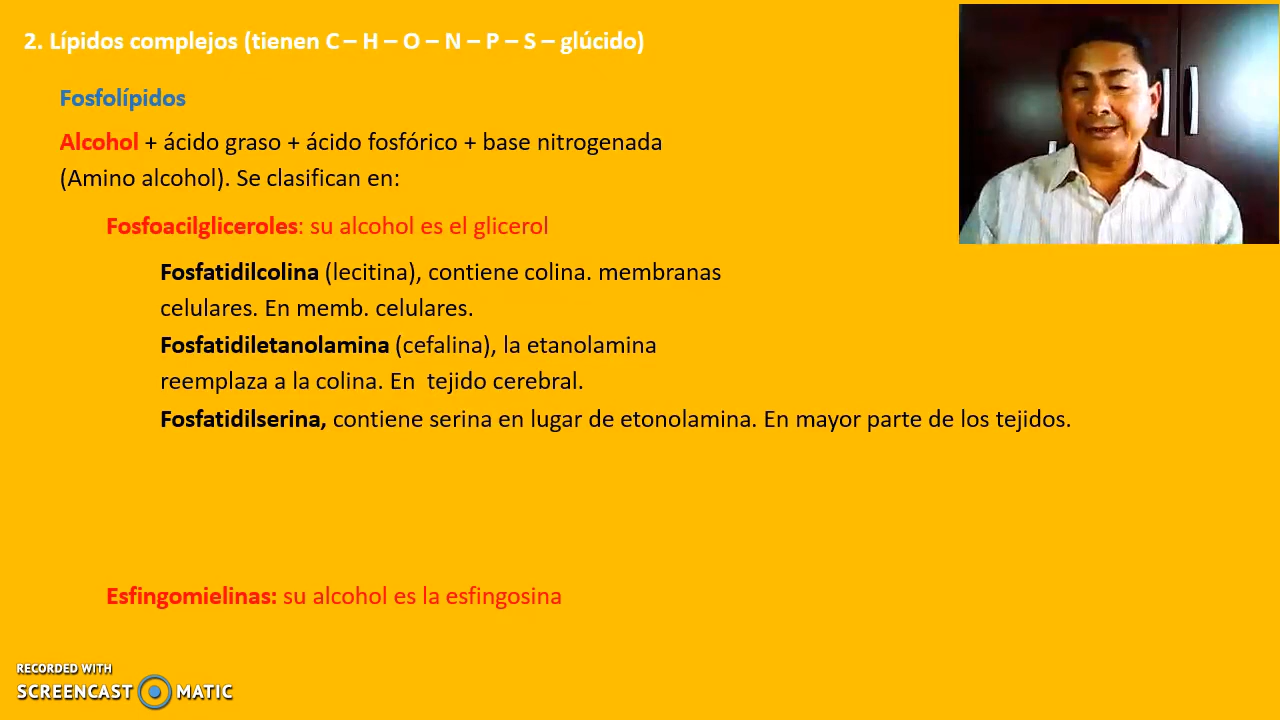 2. Lípidos complejos (tienen C – H – O – N – P – S – glúcido)
Fosfolípidos
Alcohol + ácido graso + ácido fosfórico + base nitrogenada
(Amino alcohol). Se clasifican en:
Fosfoacilgliceroles: su alcohol es el glicerol
Fosfatidilcolina (lecitina), contiene colina. membranas
celulares. En memb. celulares.
Fosfatidiletanolamina (cefalina), la etanolamina
reemplaza a la colina. En tejido cerebral.
Fosfatidilserina, contiene serina en lugar de etonolamina. En mayor parte de los tejidos.
Esfingomielinas: su alcohol es la esfingosina
RECORDED WITH
SCREENCAST MATIC